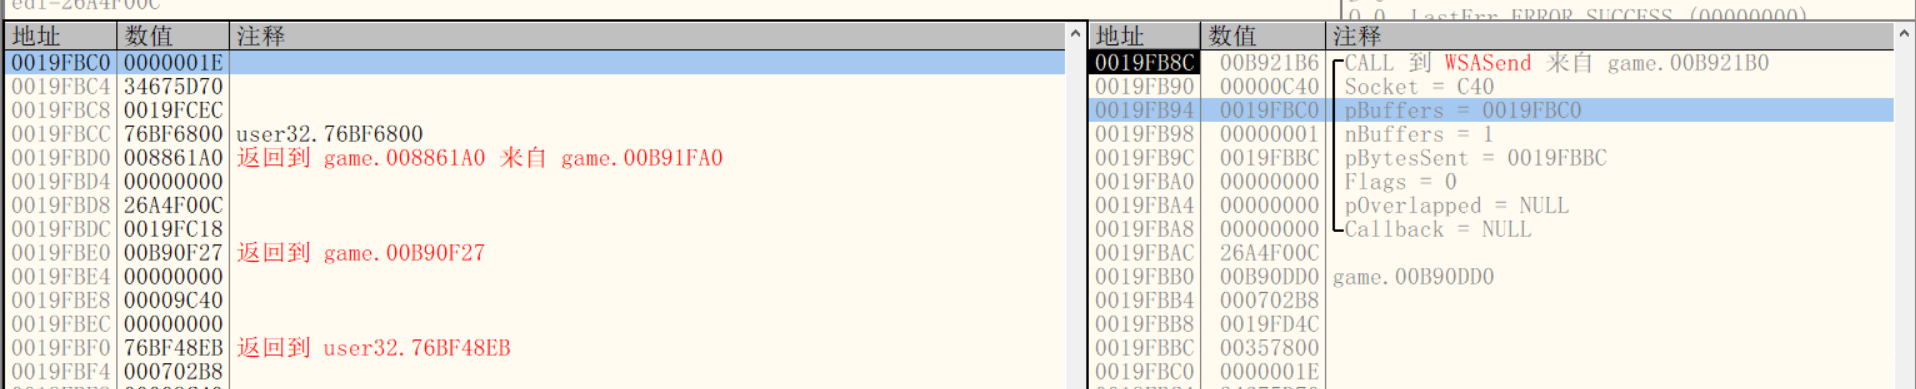 edi=26A4F00C
0 0 LastErr ERROR_SUCCESS (00000000)
地址 数值 注释
0019FBC0 0000001E
0019FBC4 34675D70
0019FBC8 0019FCEC
0019FBCC 76BF6800 user32.76BF6800
0019FBD0 008861A0 返回到 game.008861A0 来自 game.00B91FA0
0019FBD4 00000000
0019FBD8 26A4F00C
0019FBDC 0019FC18
0019FBE0 00B90F27 返回到 game.00B90F27
0019FBE4 00000000
0019FBE8 00009C40
0019FBEC 00000000
0019FBF0 76BF48EB 返回到 user32.76BF48EB
0019FBF4 000702B8
地址 数值 注释
0019FB8C 00B921B6 CALL 到 WSASend 来自 game.00B921B0
0019FB90 00000C40 Socket = C40
0019FB94 0019FBC0 pBuffers = 0019FBC0
0019FB98 00000001 nBuffers = 1
0019FB9C 0019FBBC pBytesSent = 0019FBBC
0019FBA0 00000000 Flags = 0
0019FBA4 00000000 pOverlapped = NULL
0019FBA8 00000000 Callback = NULL
0019FBAC 26A4F00C
0019FBB0 00B90DD0 game.00B90DD0
0019FBB4 000702B8
0019FBB8 0019FD4C
0019FBBC 00357800
0019FBC0 0000001E